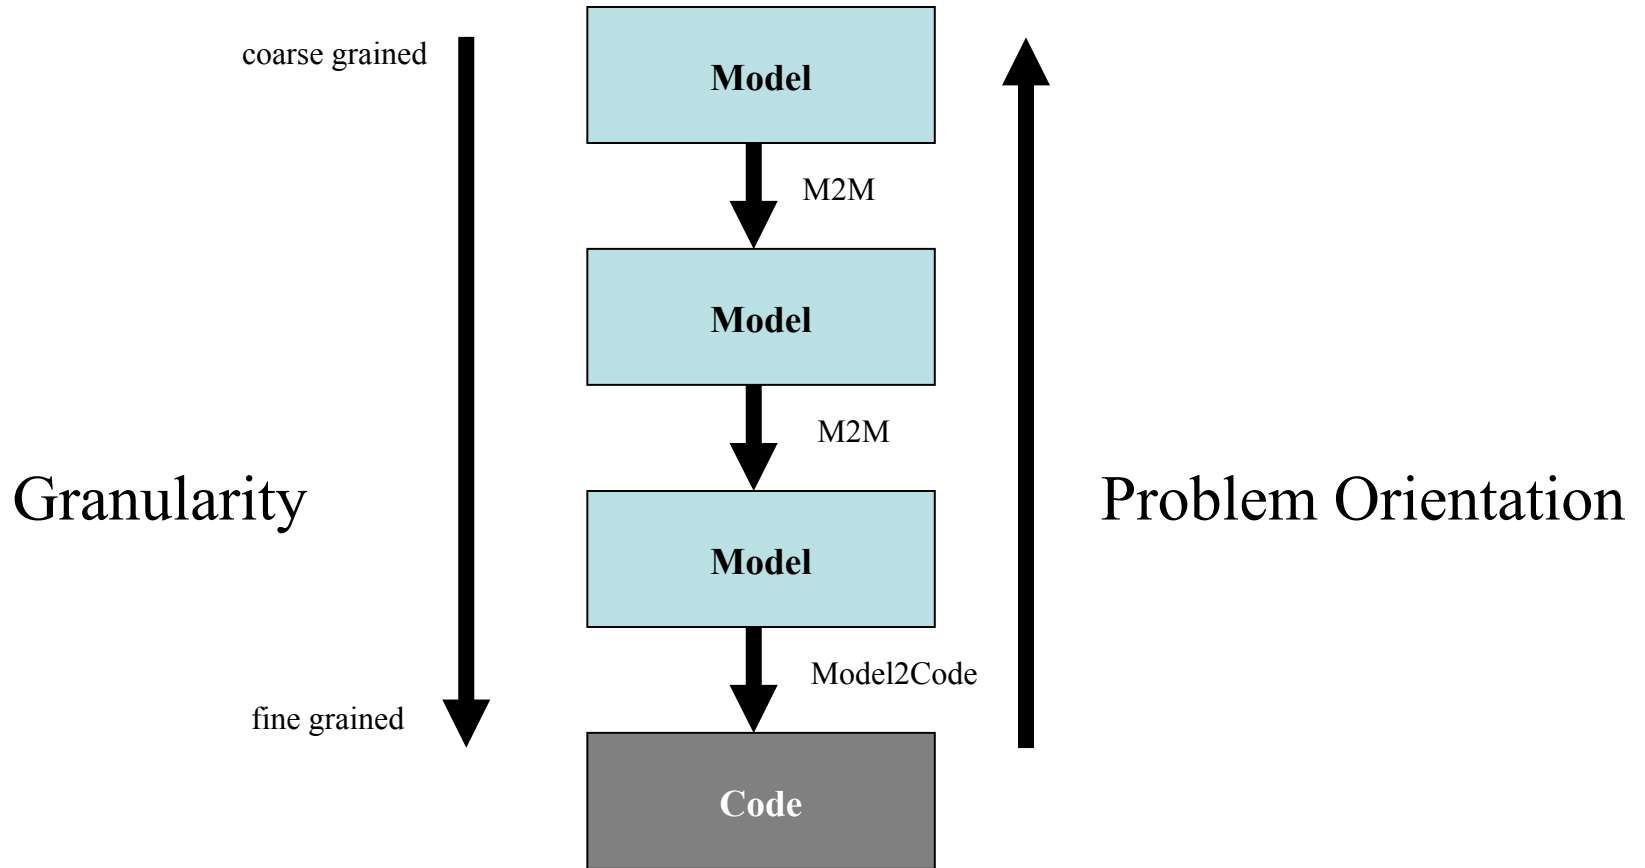 coarse grained
Model
M2M
Model
M2M
Granularity
Problem Orientation
Model
Model2Code
fine grained
Code